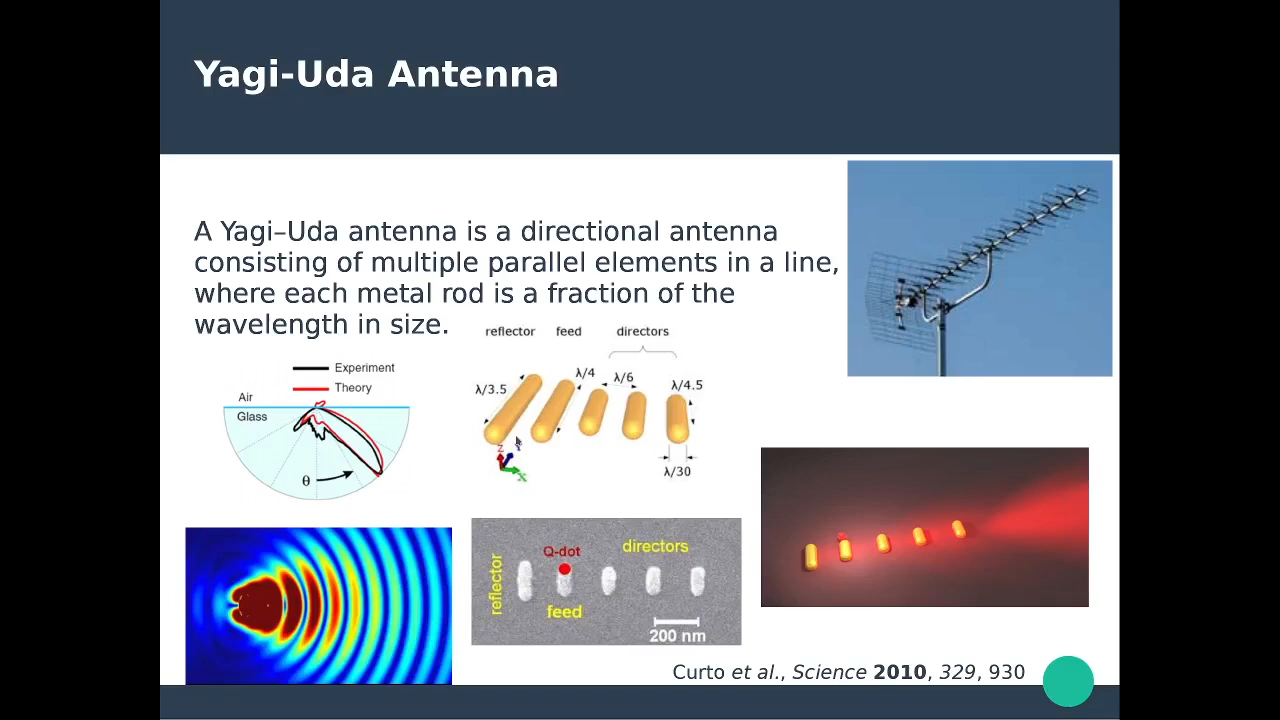 Yagi-Uda Antenna
A Yagi–Uda antenna is a directional antenna
consisting of multiple parallel elements in a line,
where each metal rod is a fraction of the
wavelength in size.
reflector feed directors
λ/3.5 λ/4 λ/6 λ/4.5
λ/30
Z Y X
Experiment
Theory
Air
Glass
θ
reflector
Q-dot
directors
feed
200 nm
Curto et al., Science 2010, 329, 930